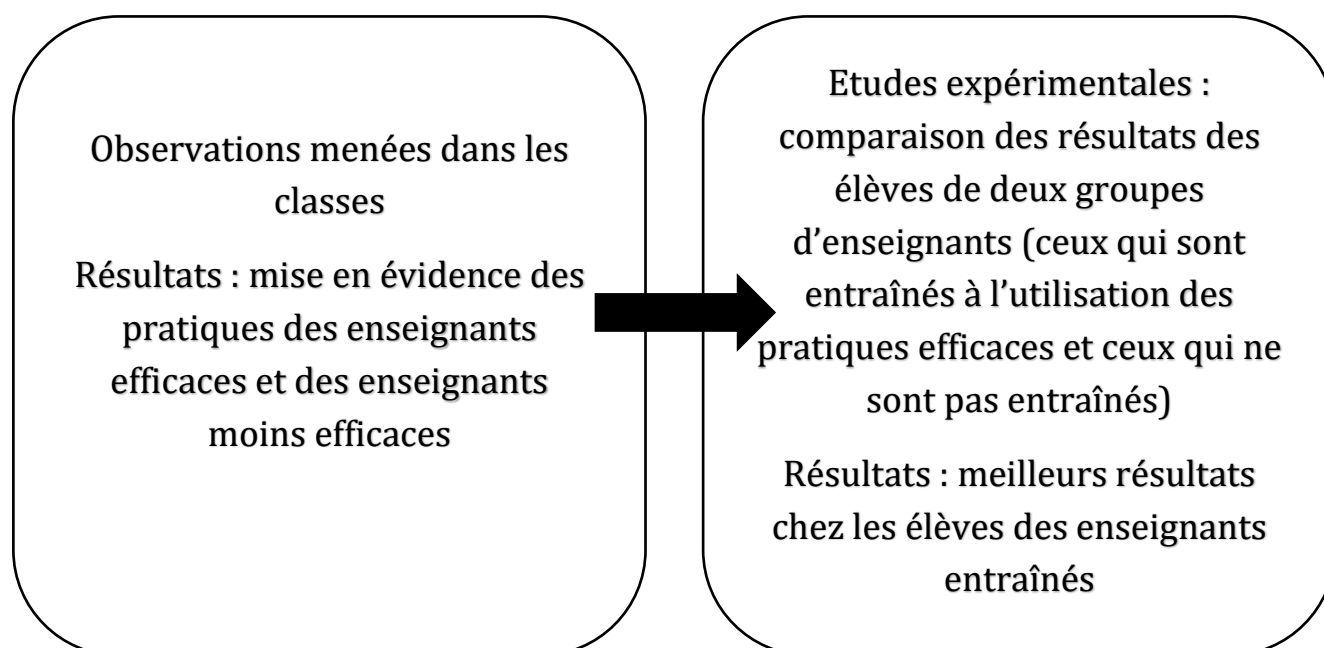 Observations menées dans les
classes
Résultats : mise en évidence des
pratiques des enseignants
efficaces et des enseignants
moins efficaces
Etudes expérimentales :
comparaison des résultats des
élèves de deux groupes
d’enseignants (ceux qui sont
entraînés à l’utilisation des
pratiques efficaces et ceux qui ne
sont pas entraînés)
Résultats : meilleurs résultats
chez les élèves des enseignants
entraînés